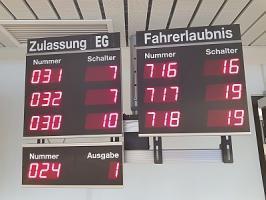 Zulassung EG
Nummer Schalter
031 7
032 7
030 10
Nummer Ausgabe
024 1
Fahrerlaubnis
Nummer Schalter
716 16
717 19
718 19